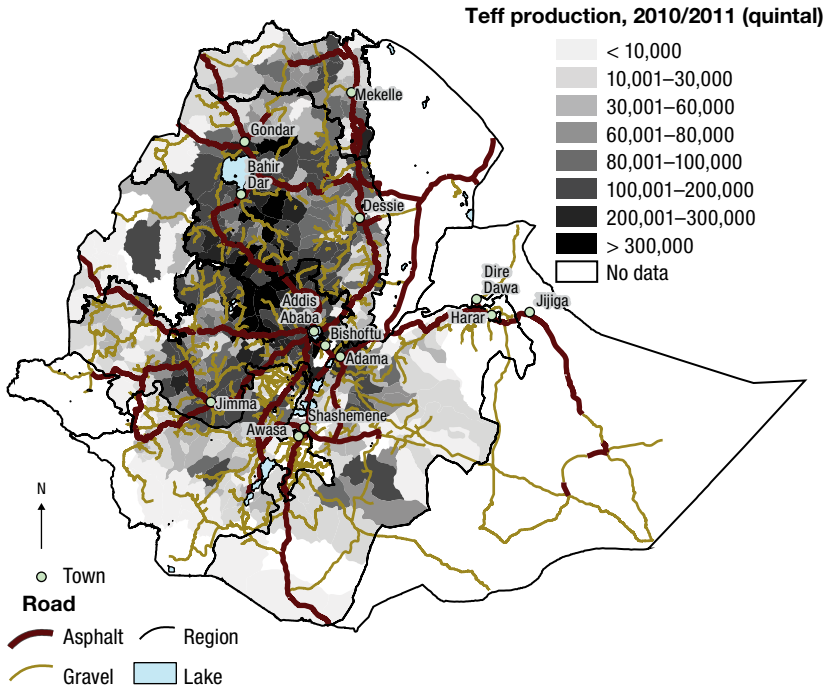 Teff production, 2010/2011 (quintal)
< 10,000
10,001–30,000
30,001–60,000
60,001–80,000
80,001–100,000
100,001–200,000
200,001–300,000
> 300,000
No data
Mekelle
Gondar
Bahir
Dar
Dessie
Dire
Dawa
Jijiga
Harar
Addis
Ababa
Bishoftu
Adama
Jimma
Shashemene
Awasa
N
Town
Road
Asphalt
Region
Gravel
Lake